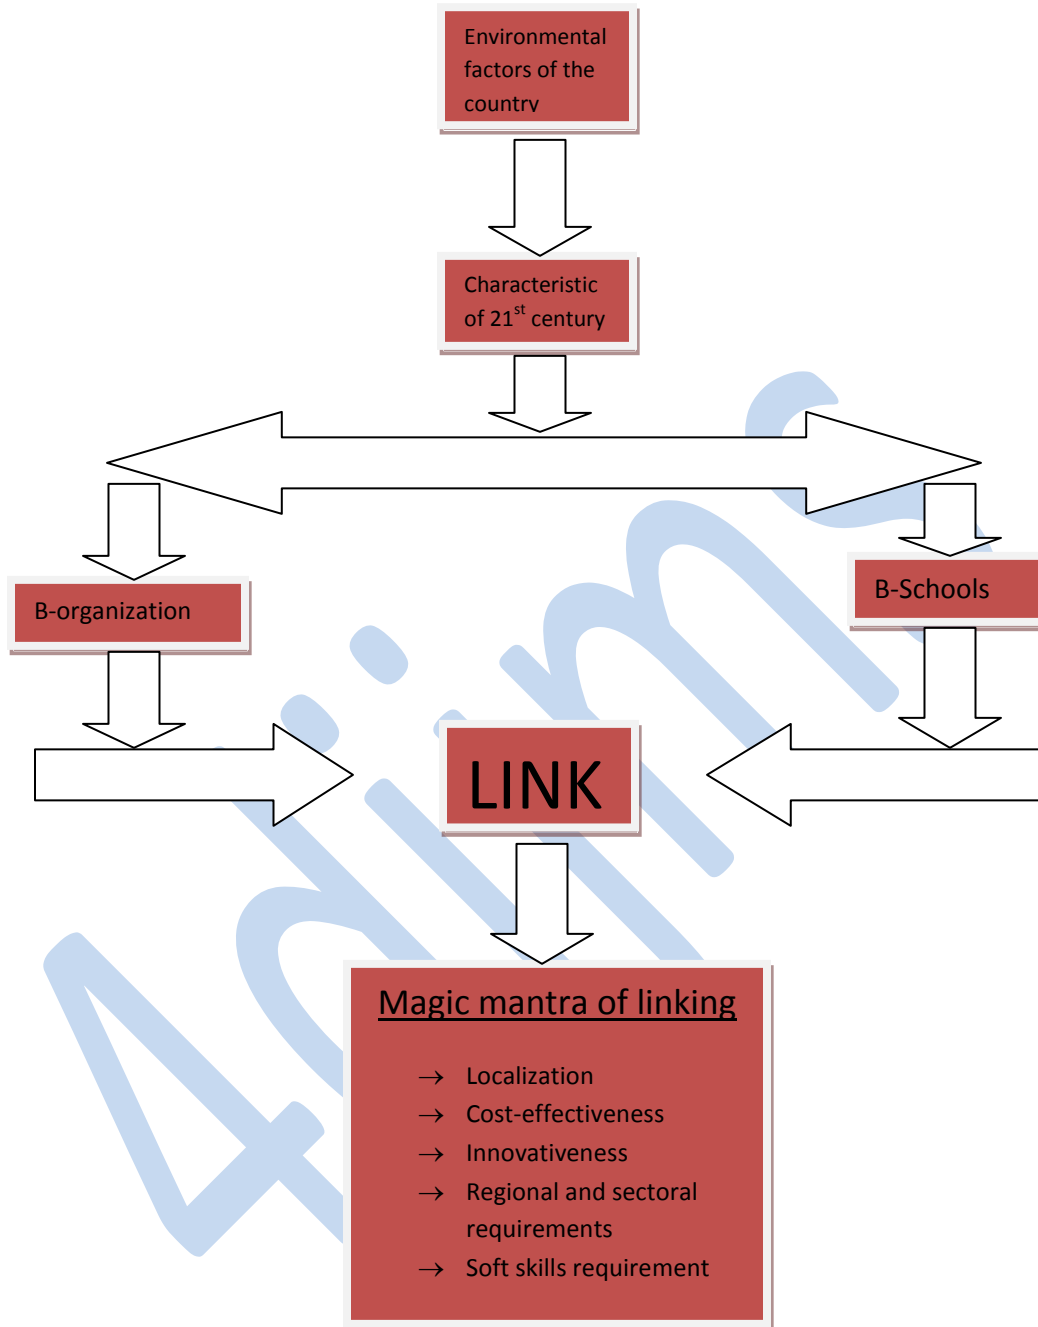 Environmental
factors of the
country
Characteristic
of 21st century
B-organization
B-Schools
LINK
Magic mantra of linking
→ Localization
→ Cost-effectiveness
→ Innovativeness
→ Regional and sectoral
requirements
→ Soft skills requirement
4dims